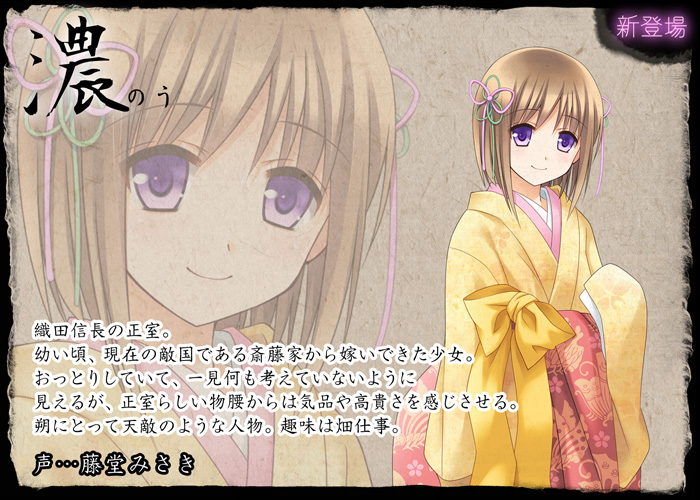 新登場
濃のう
織田信長の正室。
幼い頃、現在の敵国である斎藤家から嫁いできた少女。
おっとりしていて、一見何も考えていないように
見えるが、正室らしい物腰からは気品や高貴さを感じさせる。
朔にとって天敵のような人物。趣味は畑仕事。
声…藤堂みさき